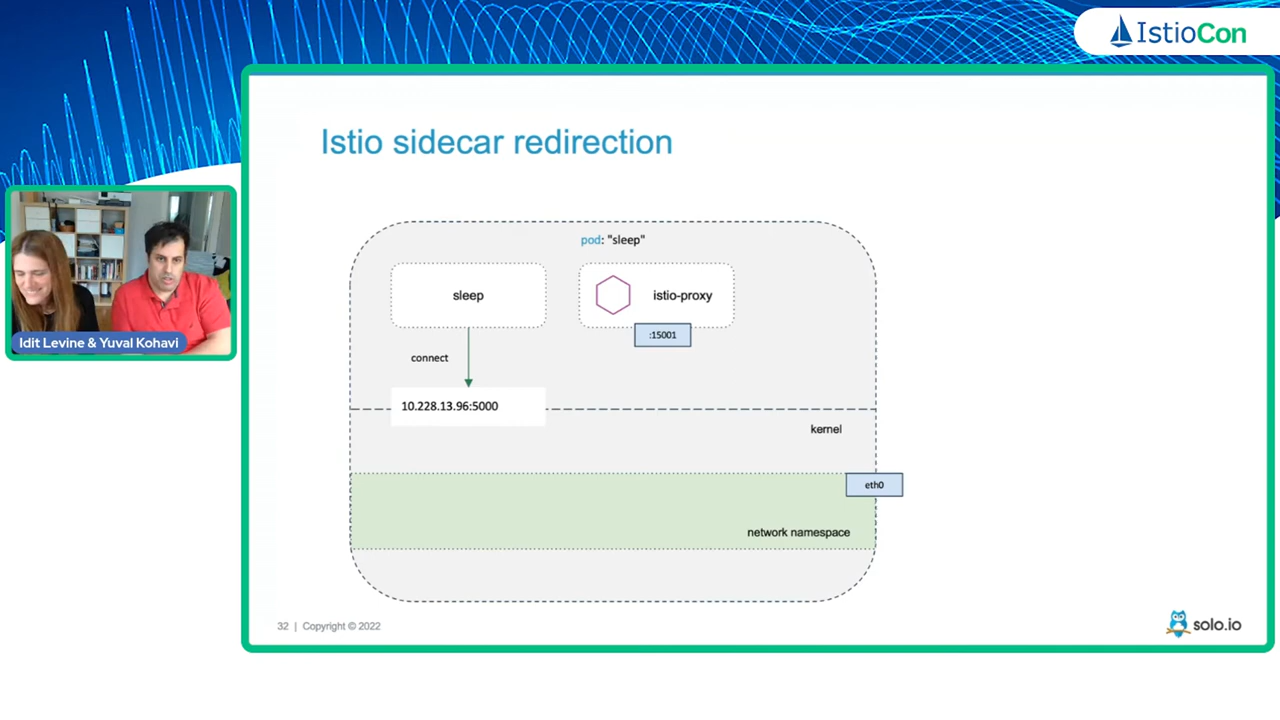 IstioCon
Istio sidecar redirection
pod: "sleep"
sleep
istio-proxy
:15001
connect
10.228.13.96:5000
kernel
eth0
network namespace
Idit Levine & Yuval Kohavi
32 | Copyright © 2022
solo.io